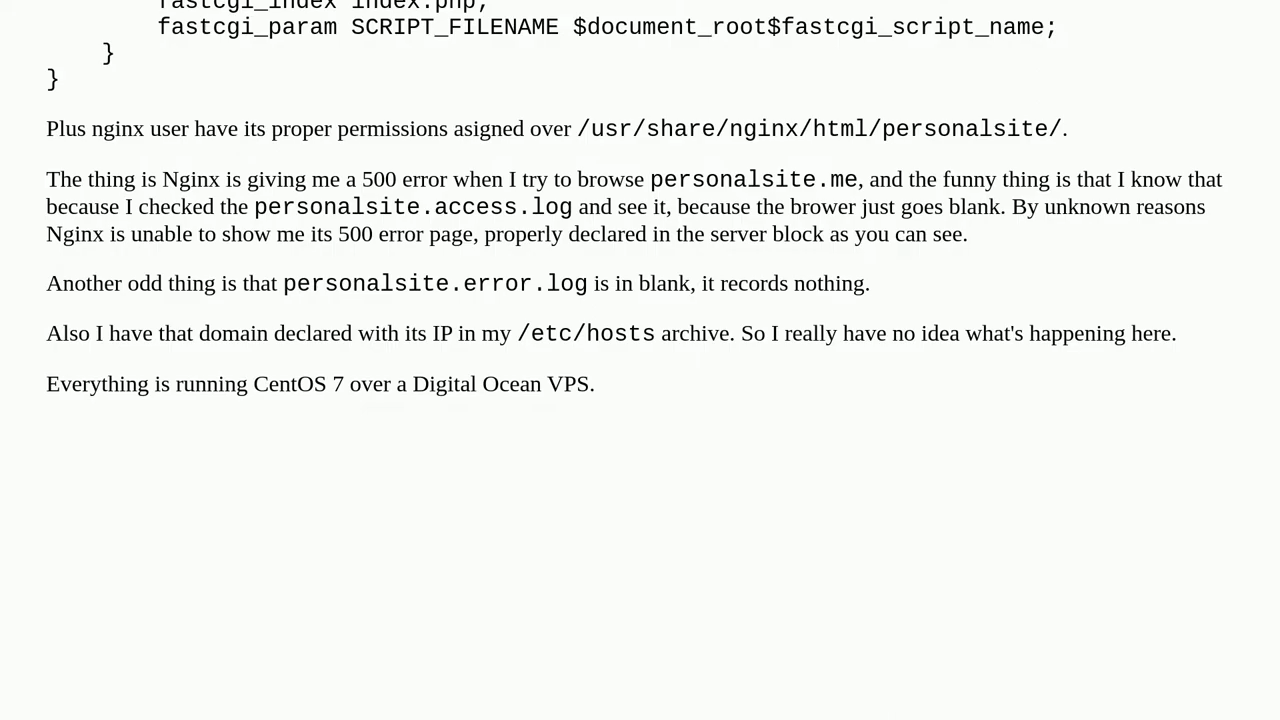 fastcgi_index index.php;
fastcgi_param SCRIPT_FILENAME $document_root$fastcgi_script_name;
}
}
Plus nginx user have its proper permissions asigned over /usr/share/nginx/html/personalsite/.
The thing is Nginx is giving me a 500 error when I try to browse personalsite.me, and the funny thing is that I know that
because I checked the personalsite.access.log and see it, because the brower just goes blank. By unknown reasons
Nginx is unable to show me its 500 error page, properly declared in the server block as you can see.
Another odd thing is that personalsite.error.log is in blank, it records nothing.
Also I have that domain declared with its IP in my /etc/hosts archive. So I really have no idea what's happening here.
Everything is running CentOS 7 over a Digital Ocean VPS.